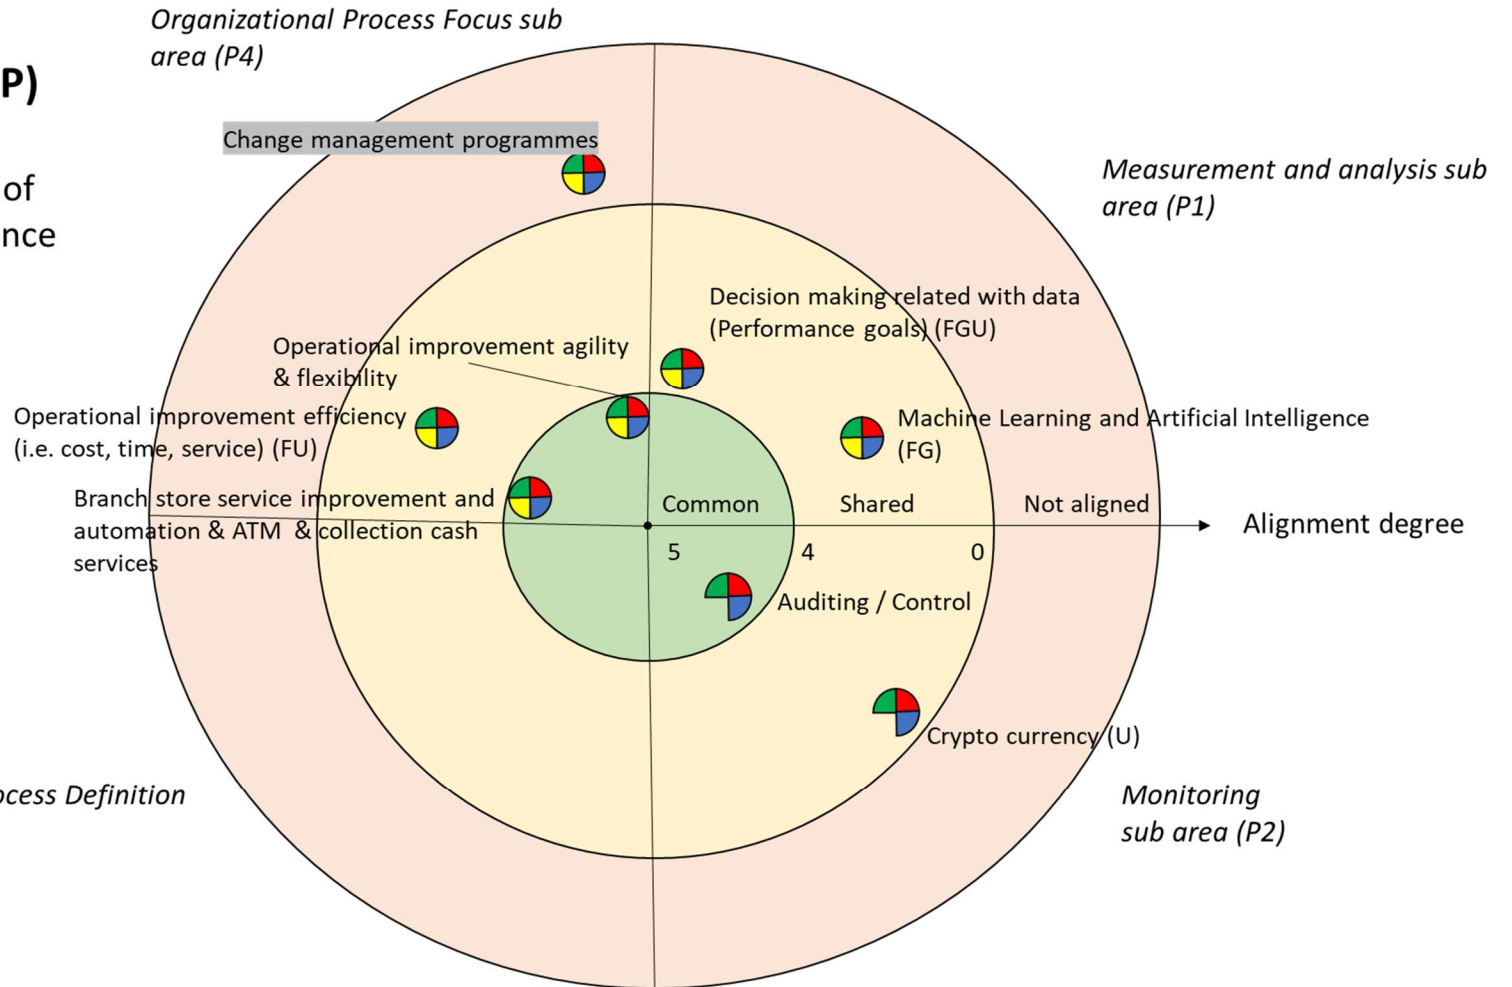 Organizational Process Focus sub
area (P4)
P)
Change management programmes
of
nce
Measurement and analysis sub
area (P1)
Decision making related with data
(Performance goals) (FGU)
Operational improvement agility
& flexibility
Operational improvement efficiency
(i.e. cost, time, service) (FU)
Machine Learning and Artificial Intelligence
(FG)
Branch store service improvement and
automation & ATM & collection cash
services
Common
Shared
Not aligned
Alignment degree
5
4
0
Auditing / Control
Crypto currency (U)
ocess Definition
Monitoring
sub area (P2)